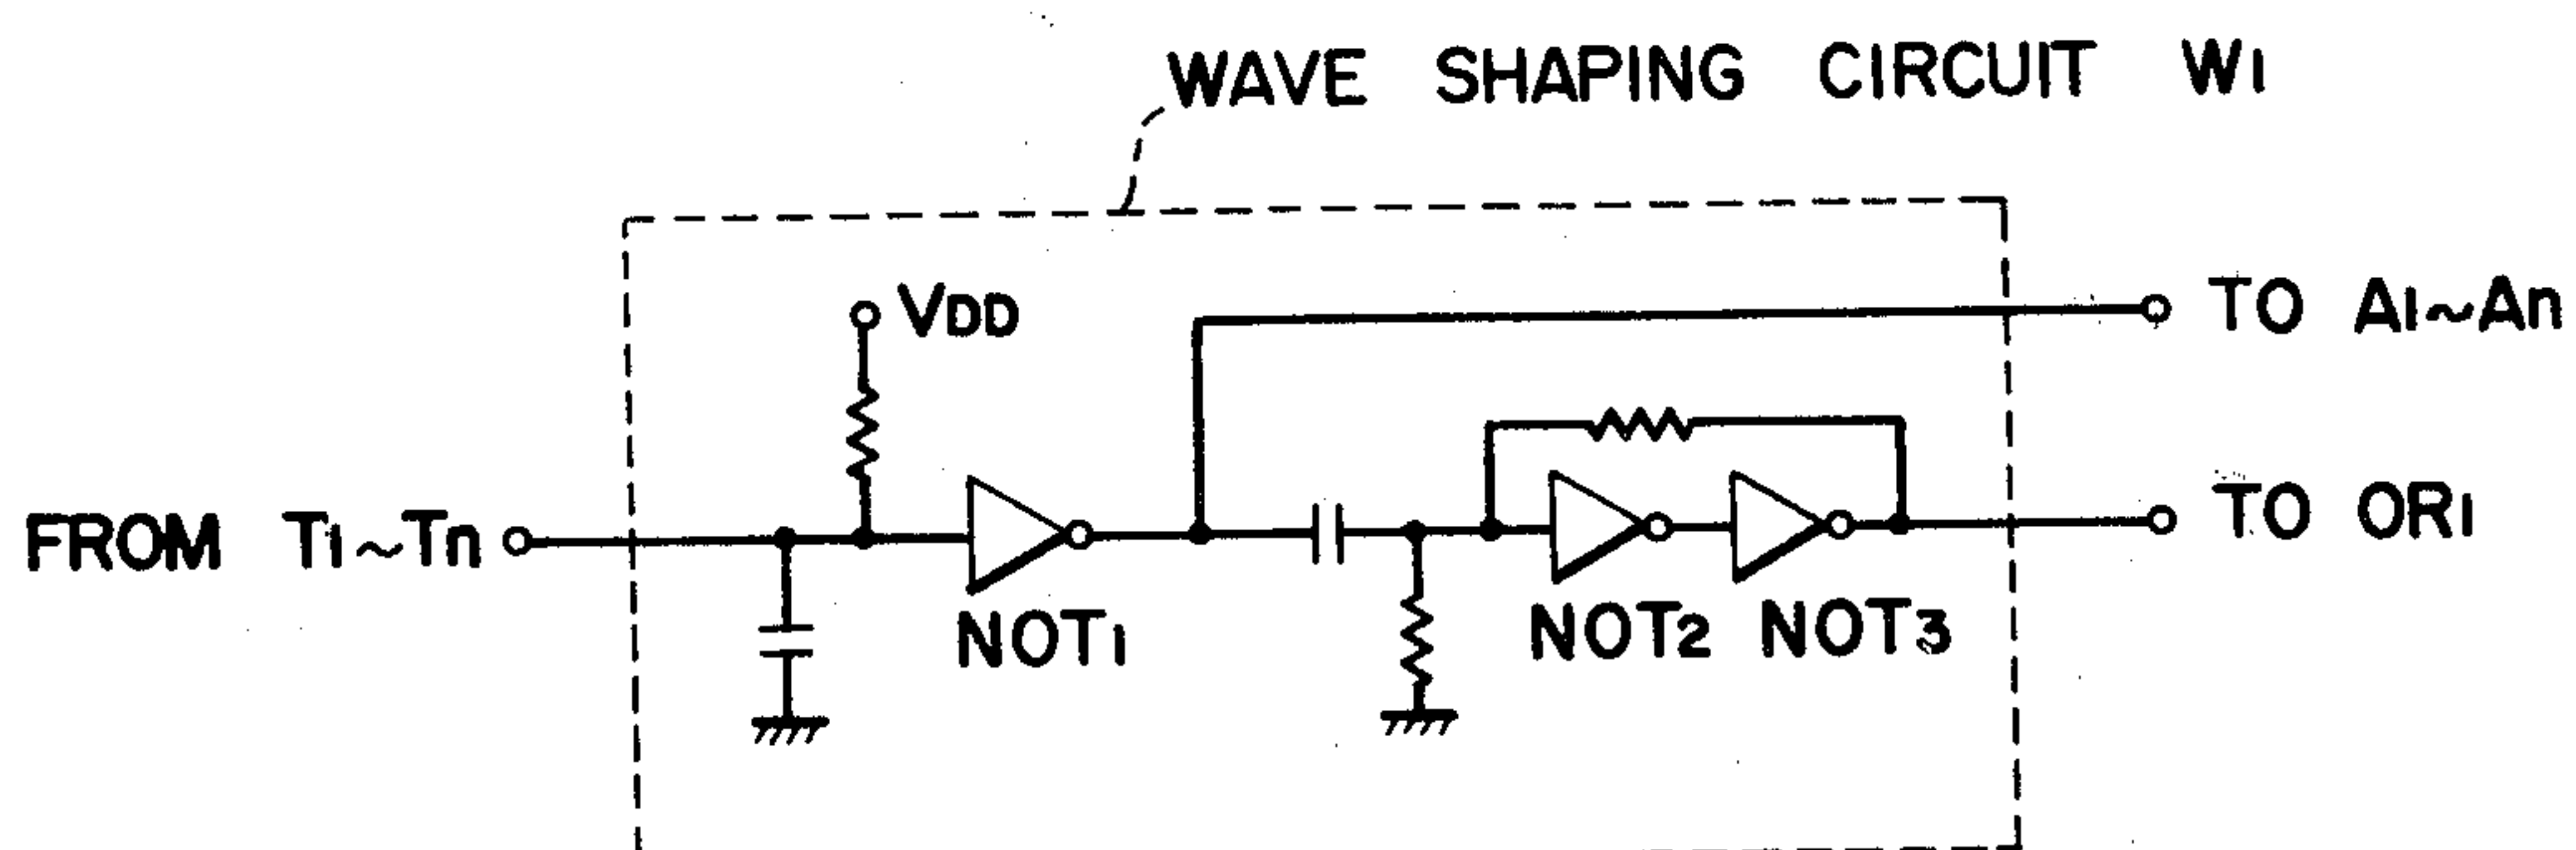 WAVE SHAPING CIRCUIT W1
VDD
TO A1~An
FROM T1~Tn
TO OR1
NOT1
NOT2
NOT3